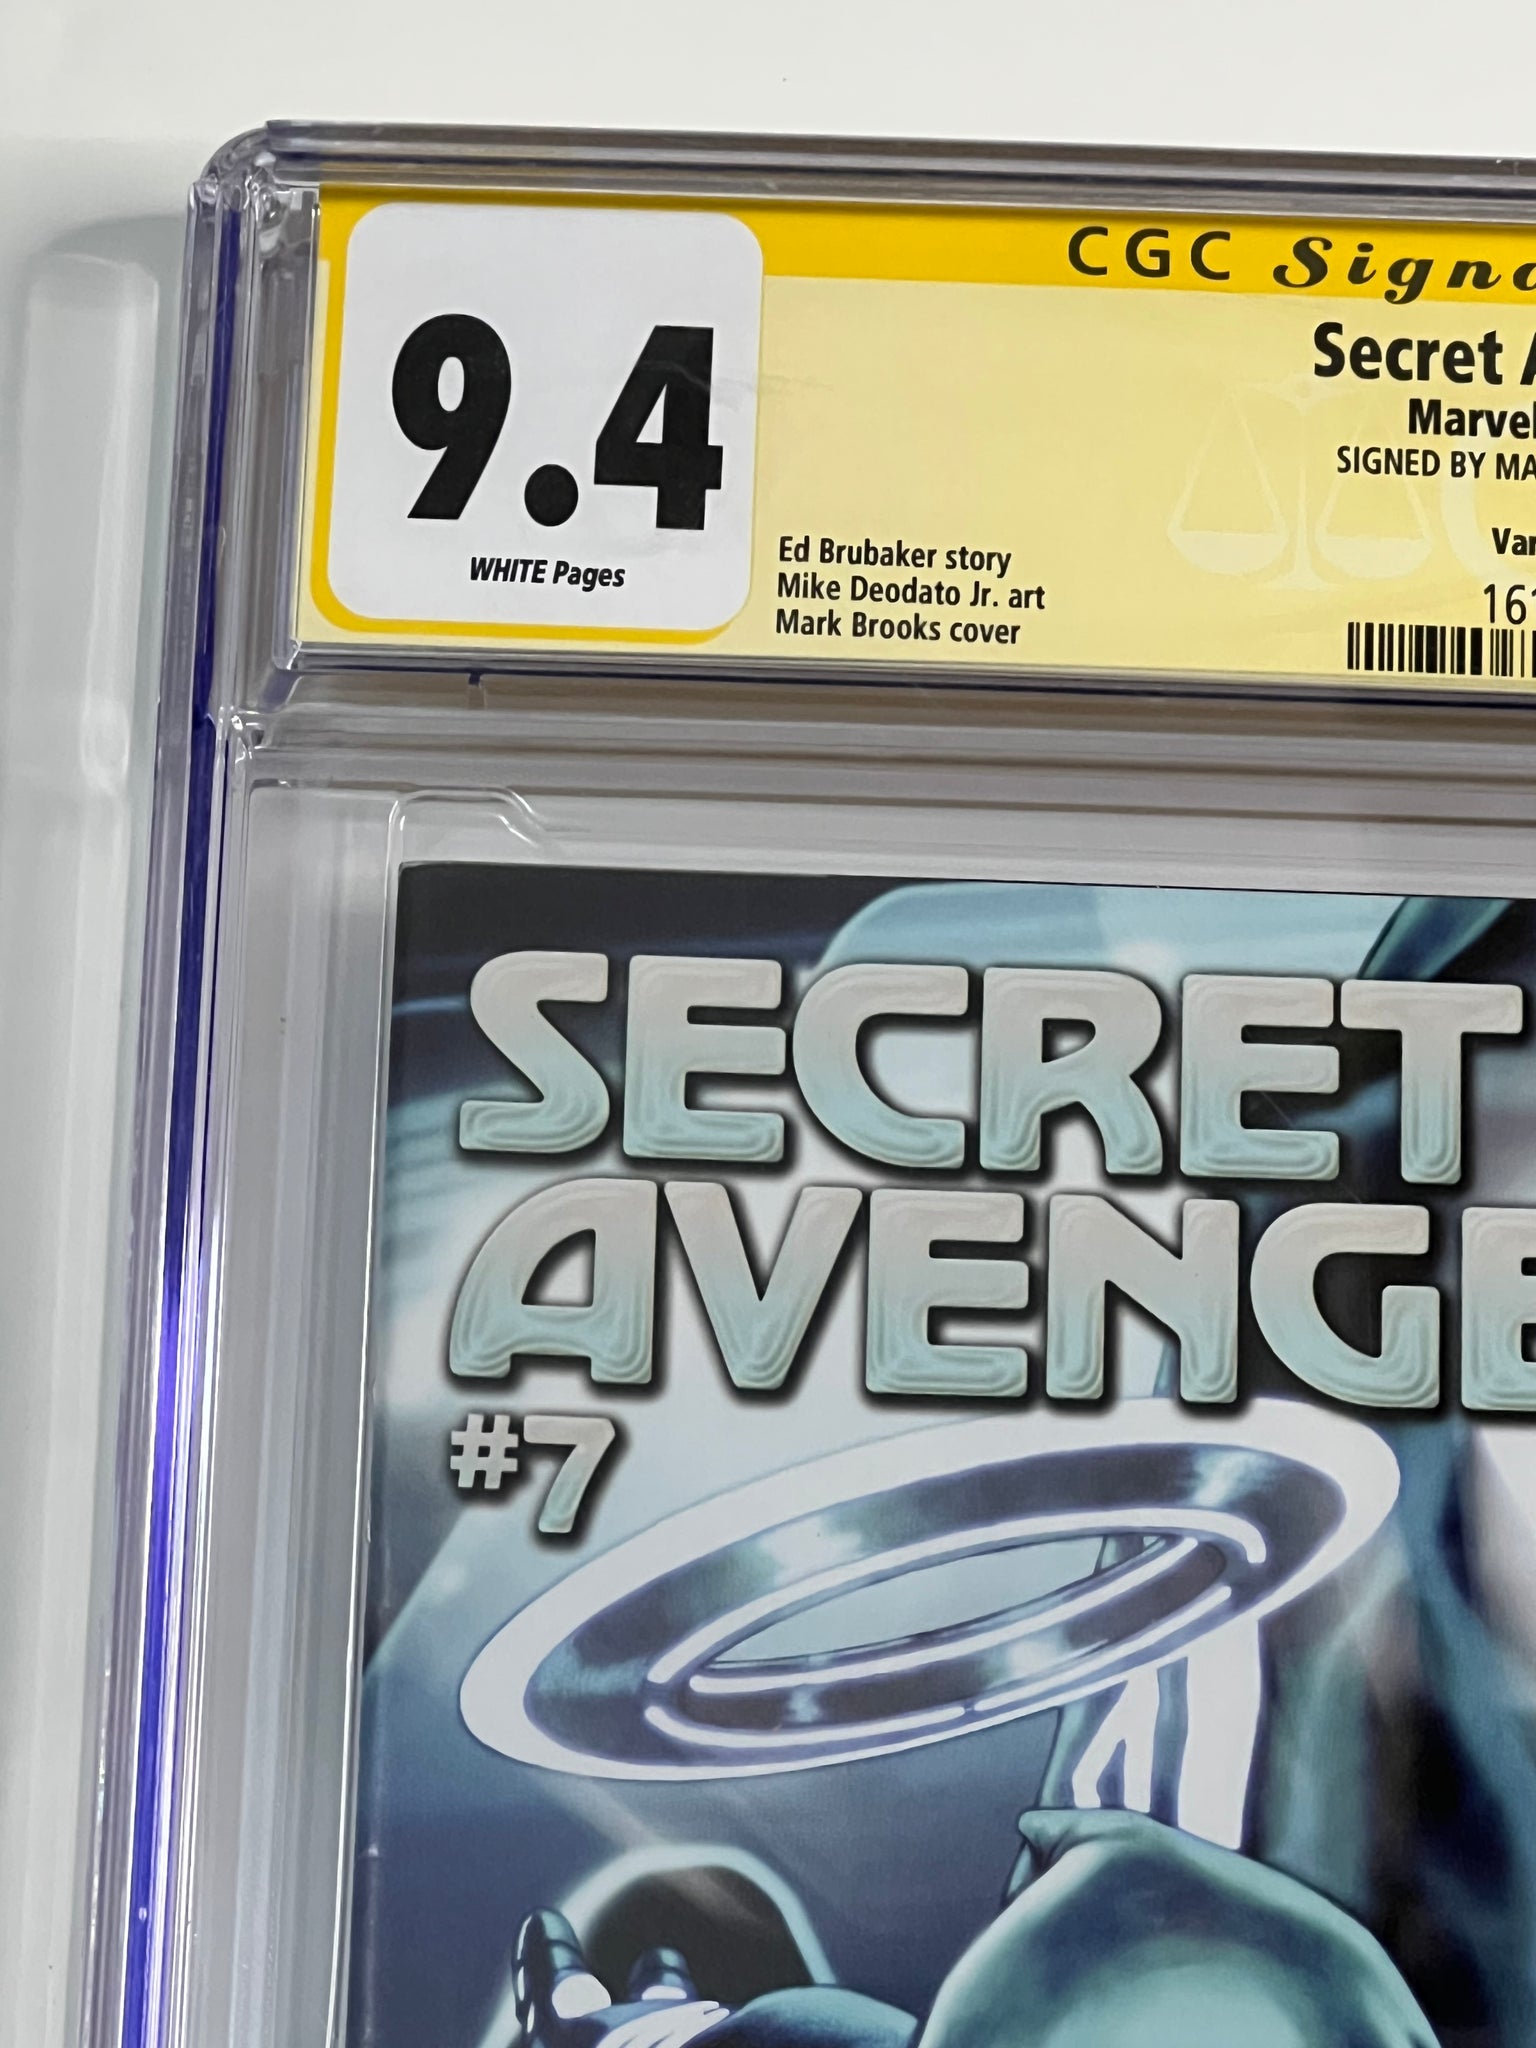 CGC Signa
9.4
WHITE Pages
Secret A
Marvel
SIGNED BY MA
Ed Brubaker story
Mike Deodato Jr. art
Mark Brooks cover
Var
161
SECRET
AVENGE
#7